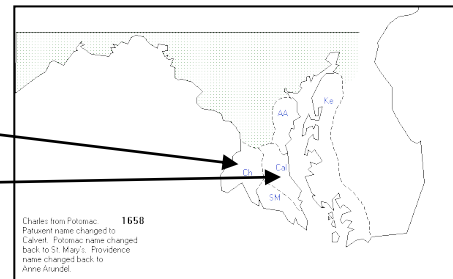 AA
Ke
Ch
Cal
SM
Charles from Potomac. 1658
Patuxent name changed to
Calvert. Potomac name changed
back to St. Mary's. Providence
name changed back to
Anne Arundel.